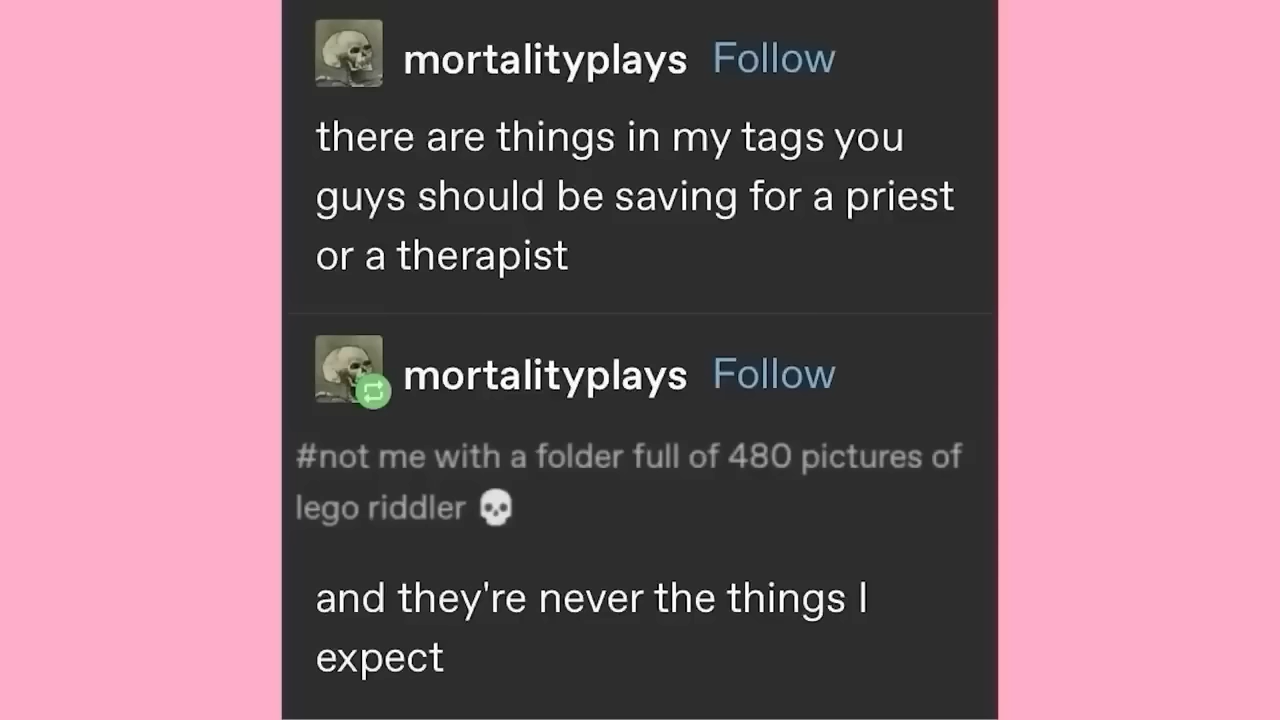 mortalityplays Follow
there are things in my tags you
guys should be saving for a priest
or a therapist
mortalityplays Follow
#not me with a folder full of 480 pictures of
lego riddler 💀
and they're never the things I
expect